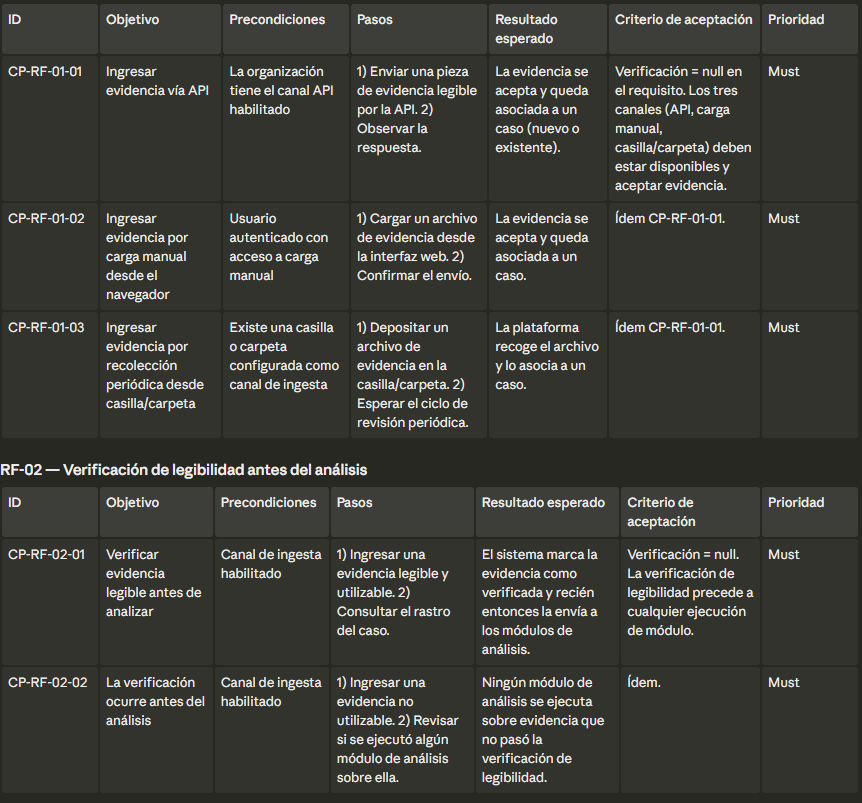 ID Objetivo Precondiciones Pasos Resultado esperado Criterio de aceptación Prioridad
CP-RF-01-01 Ingresar evidencia vía API La organización tiene el canal API habilitado 1) Enviar una pieza de evidencia legible por la API. 2) Observar la respuesta. La evidencia se acepta y queda asociada a un caso (nuevo o existente). Verificación = null en el requisito. Los tres canales (API, carga manual, casilla/carpeta) deben estar disponibles y aceptar evidencia. Must
CP-RF-01-02 Ingresar evidencia por carga manual desde el navegador Usuario autenticado con acceso a carga manual 1) Cargar un archivo de evidencia desde la interfaz web. 2) Confirmar el envío. La evidencia se acepta y queda asociada a un caso. Ídem CP-RF-01-01. Must
CP-RF-01-03 Ingresar evidencia por recolección periódica desde casilla/carpeta Existe una casilla o carpeta configurada como canal de ingesta 1) Depositar un archivo de evidencia en la casilla/carpeta. 2) Esperar el ciclo de revisión periódica. La plataforma recoge el archivo y lo asocia a un caso. Ídem CP-RF-01-01. Must
RF-02 — Verificación de legibilidad antes del análisis
ID Objetivo Precondiciones Pasos Resultado esperado Criterio de aceptación Prioridad
CP-RF-02-01 Verificar evidencia legible antes de analizar Canal de ingesta habilitado 1) Ingresar una evidencia legible y utilizable. 2) Consultar el rastro del caso. El sistema marca la evidencia como verificada y recién entonces la envía a los módulos de análisis. Verificación = null. La verificación de legibilidad precede a cualquier ejecución de módulo. Must
CP-RF-02-02 La verificación ocurre antes del análisis Canal de ingesta habilitado 1) Ingresar una evidencia no utilizable. 2) Revisar si se ejecutó algún módulo de análisis sobre ella. Ningún módulo de análisis se ejecuta sobre evidencia que no pasó la verificación de legibilidad. Ídem. Must